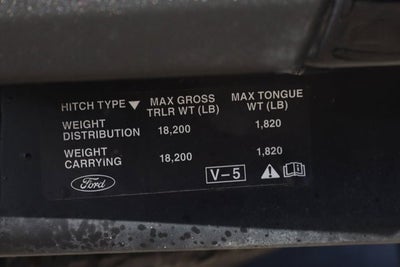 HITCH TYPE ▼ MAX GROSS TRLR WT (LB) MAX TONGUE WT (LB)
WEIGHT DISTRIBUTION 18,200 1,820
WEIGHT CARRYING 18,200 1,820
Ford V-5